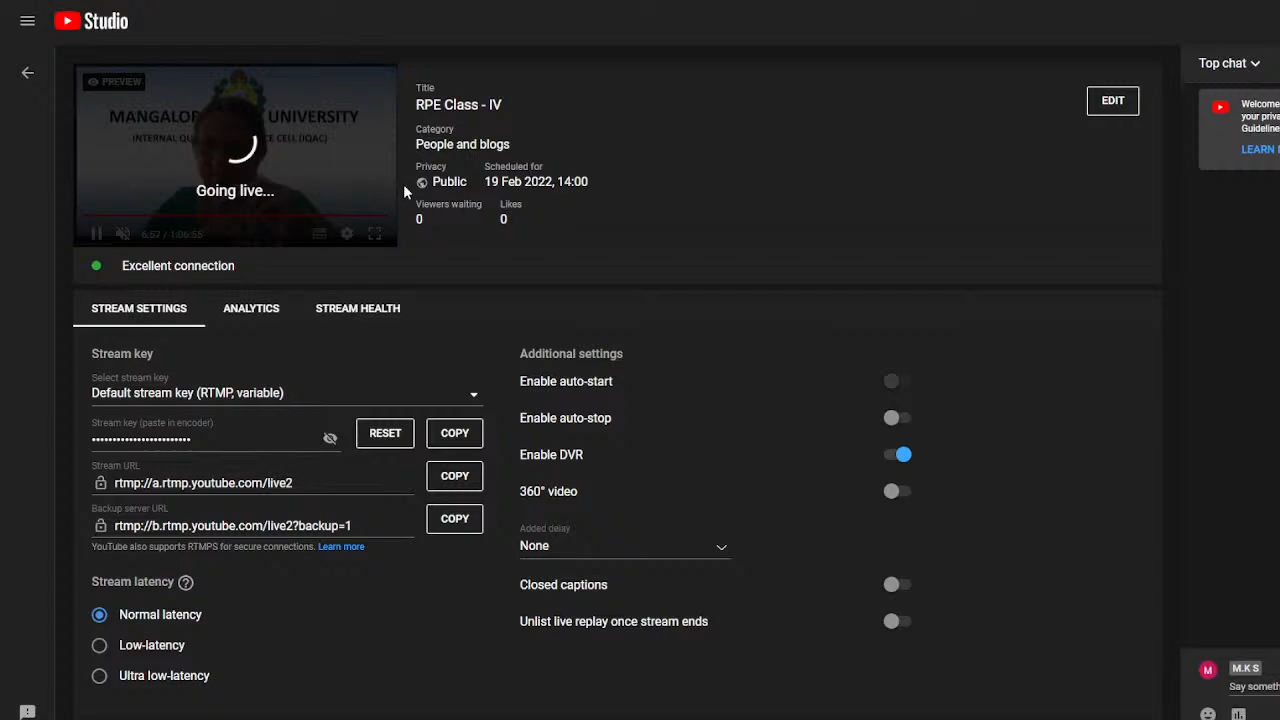 Studio
PREVIEW
MANGALO UNIVERSITY
INTERNAL QU CE CELL (IQAC)
Going live...
6:57 / 1:06:55
Title
RPE Class - IV
Category
People and blogs
Privacy
Public
Scheduled for
19 Feb 2022, 14:00
Viewers waiting
0
Likes
0
EDIT
Excellent connection
STREAM SETTINGS
ANALYTICS
STREAM HEALTH
Stream key
Select stream key
Default stream key (RTMP, variable)
Stream key (paste in encoder)
••••••••••••••••••••••••
RESET
COPY
Stream URL
rtmp://a.rtmp.youtube.com/live2
COPY
Backup server URL
rtmp://b.rtmp.youtube.com/live2?backup=1
COPY
YouTube also supports RTMPS for secure connections. Learn more
Stream latency
Normal latency
Low-latency
Ultra low-latency
Additional settings
Enable auto-start
Enable auto-stop
Enable DVR
360° video
Added delay
None
Closed captions
Unlist live replay once stream ends
Top chat
Welcome
your priva
Guideline
LEARN
M
M.K S
Say someth